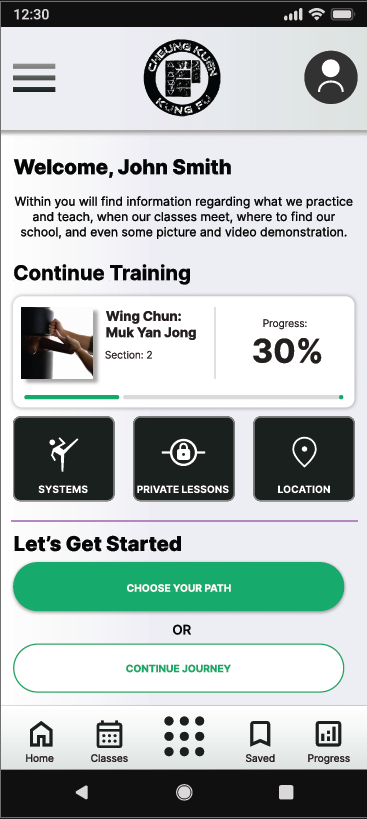 12:30
CHEUNG KUEN
KUNG FU
Welcome, John Smith
Within you will find information regarding what we practice
and teach, when our classes meet, where to find our
school, and even some picture and video demonstration.
Continue Training
Wing Chun:
Muk Yan Jong
Section: 2
Progress:
30%
SYSTEMS
PRIVATE LESSONS
LOCATION
Let’s Get Started
CHOOSE YOUR PATH
OR
CONTINUE JOURNEY
Home
Classes
Saved
Progress